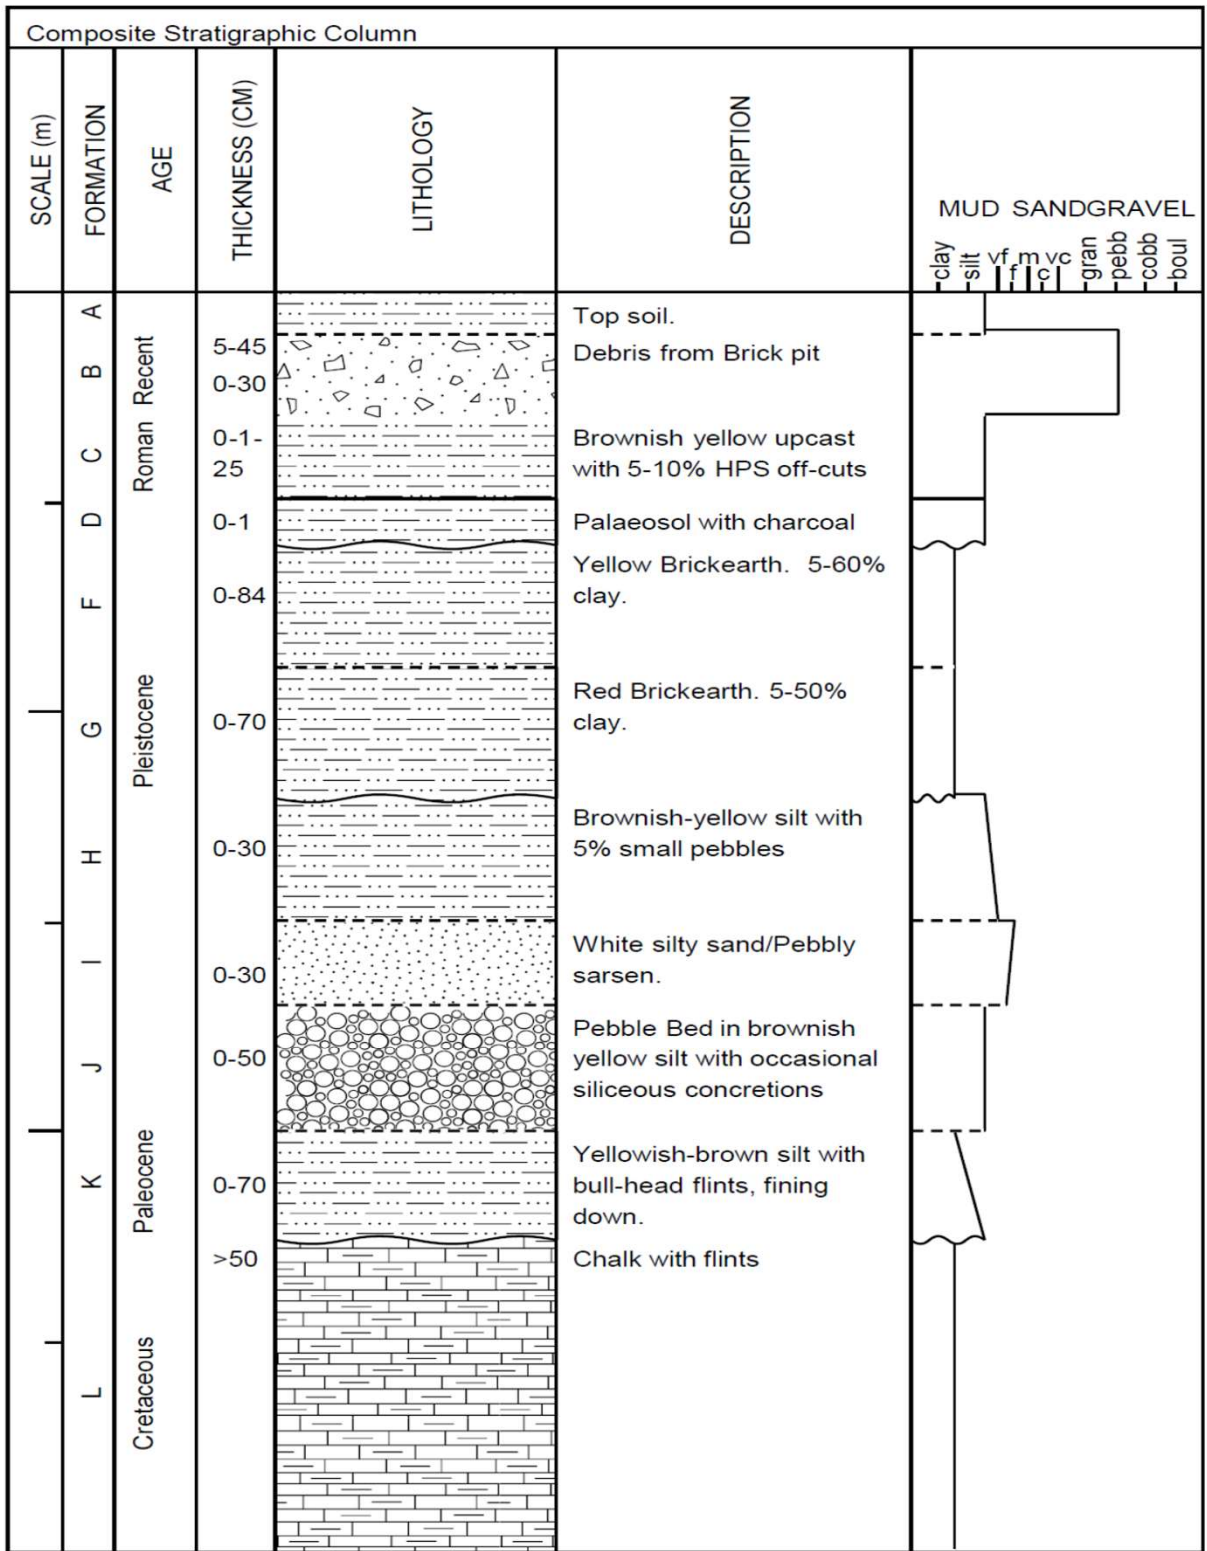 Composite Stratigraphic Column
SCALE (m)
FORMATION
AGE
THICKNESS (CM)
LITHOLOGY
DESCRIPTION
MUD SANDGRAVEL
clay
silt
vf
f
m
c
vc
gran
pebb
cobb
boul
A
Top soil.
B
Recent
5-45
0-30
Debris from Brick pit
C
Roman
0-1-
25
Brownish yellow upcast
with 5-10% HPS off-cuts
D
0-1
Palaeosol with charcoal
F
0-84
Yellow Brickearth. 5-60%
clay.
G
Pleistocene
0-70
Red Brickearth. 5-50%
clay.
H
0-30
Brownish-yellow silt with
5% small pebbles
I
0-30
White silty sand/Pebbly
sarsen.
J
0-50
Pebble Bed in brownish
yellow silt with occasional
siliceous concretions
K
Paleocene
0-70
Yellowish-brown silt with
bull-head flints, fining
down.
>50
Chalk with flints
L
Cretaceous